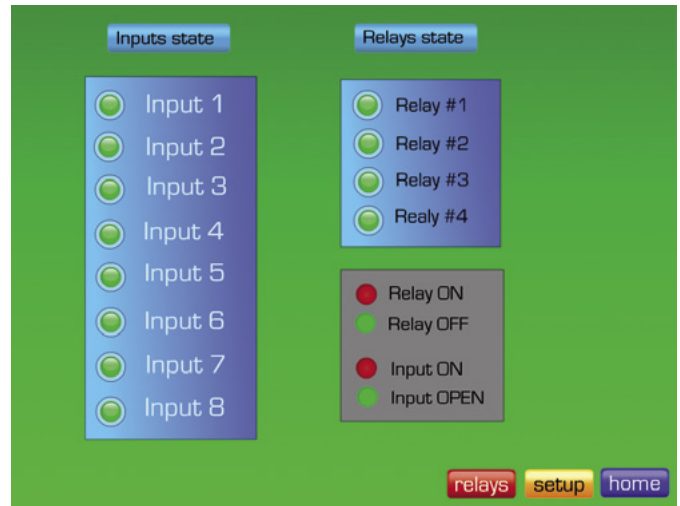 Inputs state
Input 1
Input 2
Input 3
Input 4
Input 5
Input 6
Input 7
Input 8
Relays state
Relay #1
Relay #2
Relay #3
Realy #4
Relay ON
Relay OFF
Input ON
Input OPEN
relays
setup
home